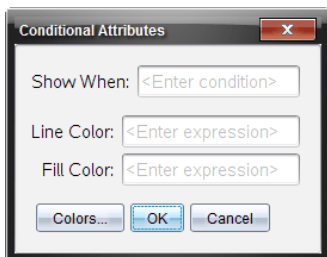 Conditional Attributes
Show When: <Enter condition>
Line Color: <Enter expression>
Fill Color: <Enter expression>
Colors... OK Cancel